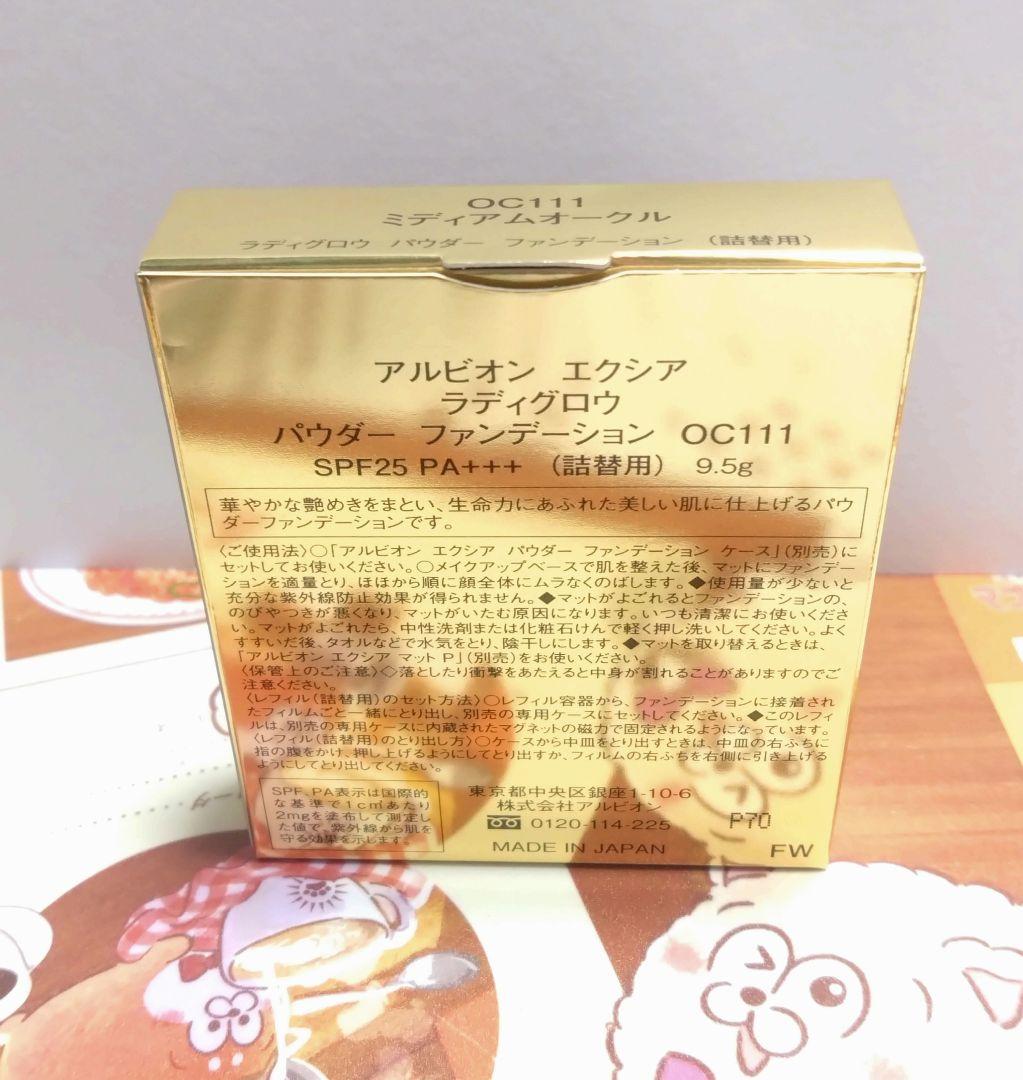 OC111
ミディアムオークル
ラディグロウ パウダー ファンデーション (詰替用)
アルビオン エクシア
ラディグロウ
パウダー ファンデーション OC111
SPF25 PA+++ (詰替用) 9.5g
華やかな艶めきをまとい、生命力にあふれた美しい肌に仕上げるパウ
ダーファンデーションです。
〈ご使用法〉○「アルビオン エクシア パウダー ファンデーション ケース」(別売)に
セットしてお使いください。○メイクアップベースで肌を整えた後、マットにファンデー
ションを適量とり、ほほから順に顔全体にムラなくのばします。◆使用量が少ないと
充分な紫外線防止効果が得られません。◆マットがよごれるとファンデーションの、
のびやつきが悪くなり、マットがいたむ原因になります。いつも清潔にお使いくださ
い。マットがよごれたら、中性洗剤または化粧石けんで軽く押し洗いしてください。よく
すすいだ後、タオルなどで水気をとり、陰干しにします。◆マットを取り替えるときは、
「アルビオン エクシア マット P」(別売)をお使いください。
〈保管上のご注意〉◇落としたり衝撃をあたえると中身が割れることがありますのでご
注意ください。
〈レフィル(詰替用)のセット方法〉○レフィル容器から、ファンデーションに接着され
たフィルムごと一緒にとり出し、別売の専用ケースにセットしてください。◆このレフィ
ルは、別売の専用ケースに内蔵されたマグネットの磁力で固定されるようになっています。
〈レフィル(詰替用)のとり出し方〉○ケースから中皿をとり出すときは、中皿の右ふちに
指の腹をかけ、押し上げるようにしてとり出すか、フィルムの右ふちを右側に引き上げる
ようにしてとり出してください。
SPF、PA表示は国際的
な基準で1c㎡あたり
2mgを塗布して測定し
た値で、紫外線から肌を
守る効果を示します。
東京都中央区銀座1-10-6
株式会社アルビオン
0120-114-225
P70
MADE IN JAPAN
FW